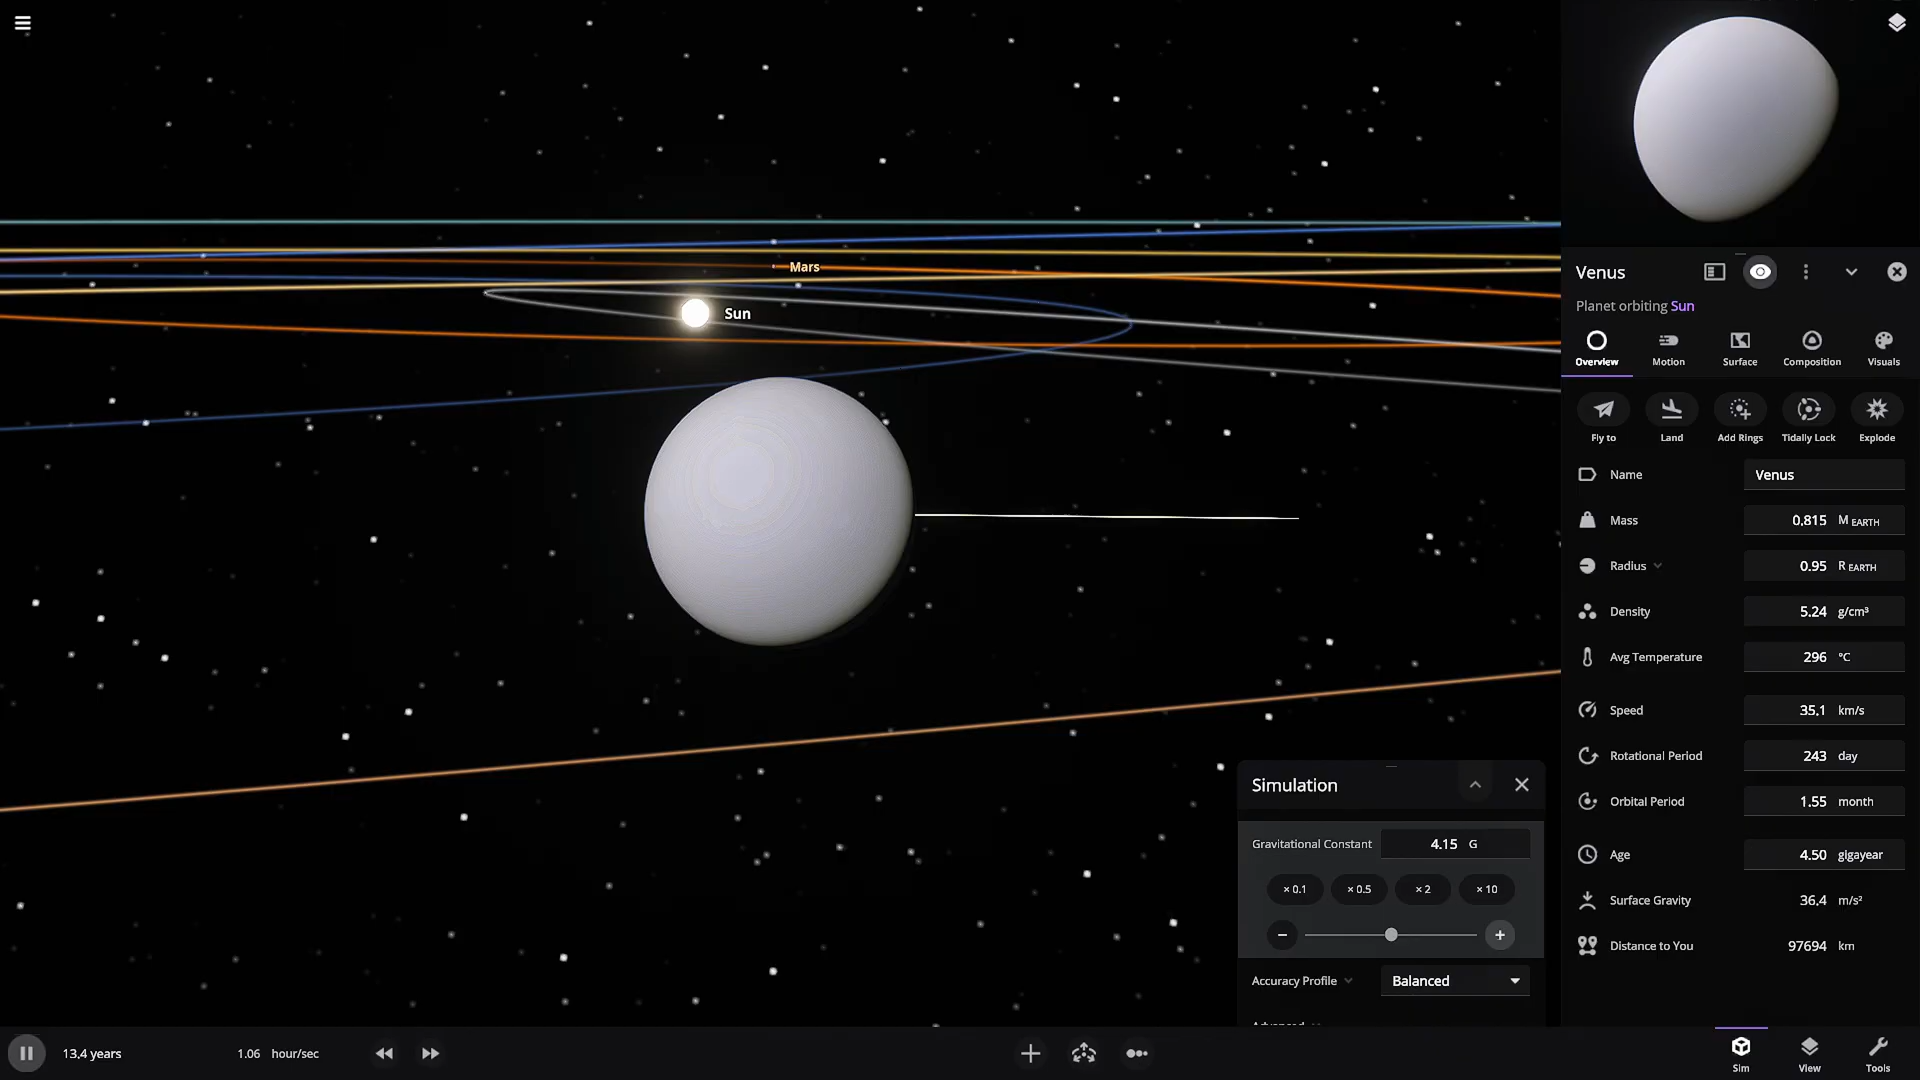 Mars
Sun
Venus
Planet orbiting Sun
Overview
Motion
Surface
Composition
Visuals
Fly to
Land
Add Rings
Tidally Lock
Explode
Name Venus
Mass 0.815 M EARTH
Radius 0.95 R EARTH
Density 5.24 g/cm³
Avg Temperature 296 °C
Speed 35.1 km/s
Rotational Period 243 day
Orbital Period 1.55 month
Age 4.50 gigayear
Surface Gravity 36.4 m/s²
Distance to You 97694 km
Simulation
Gravitational Constant 4.15 G
× 0.1 × 0.5 × 2 × 10
Accuracy Profile Balanced
13.4 years 1.06 hour/sec
Sim View Tools